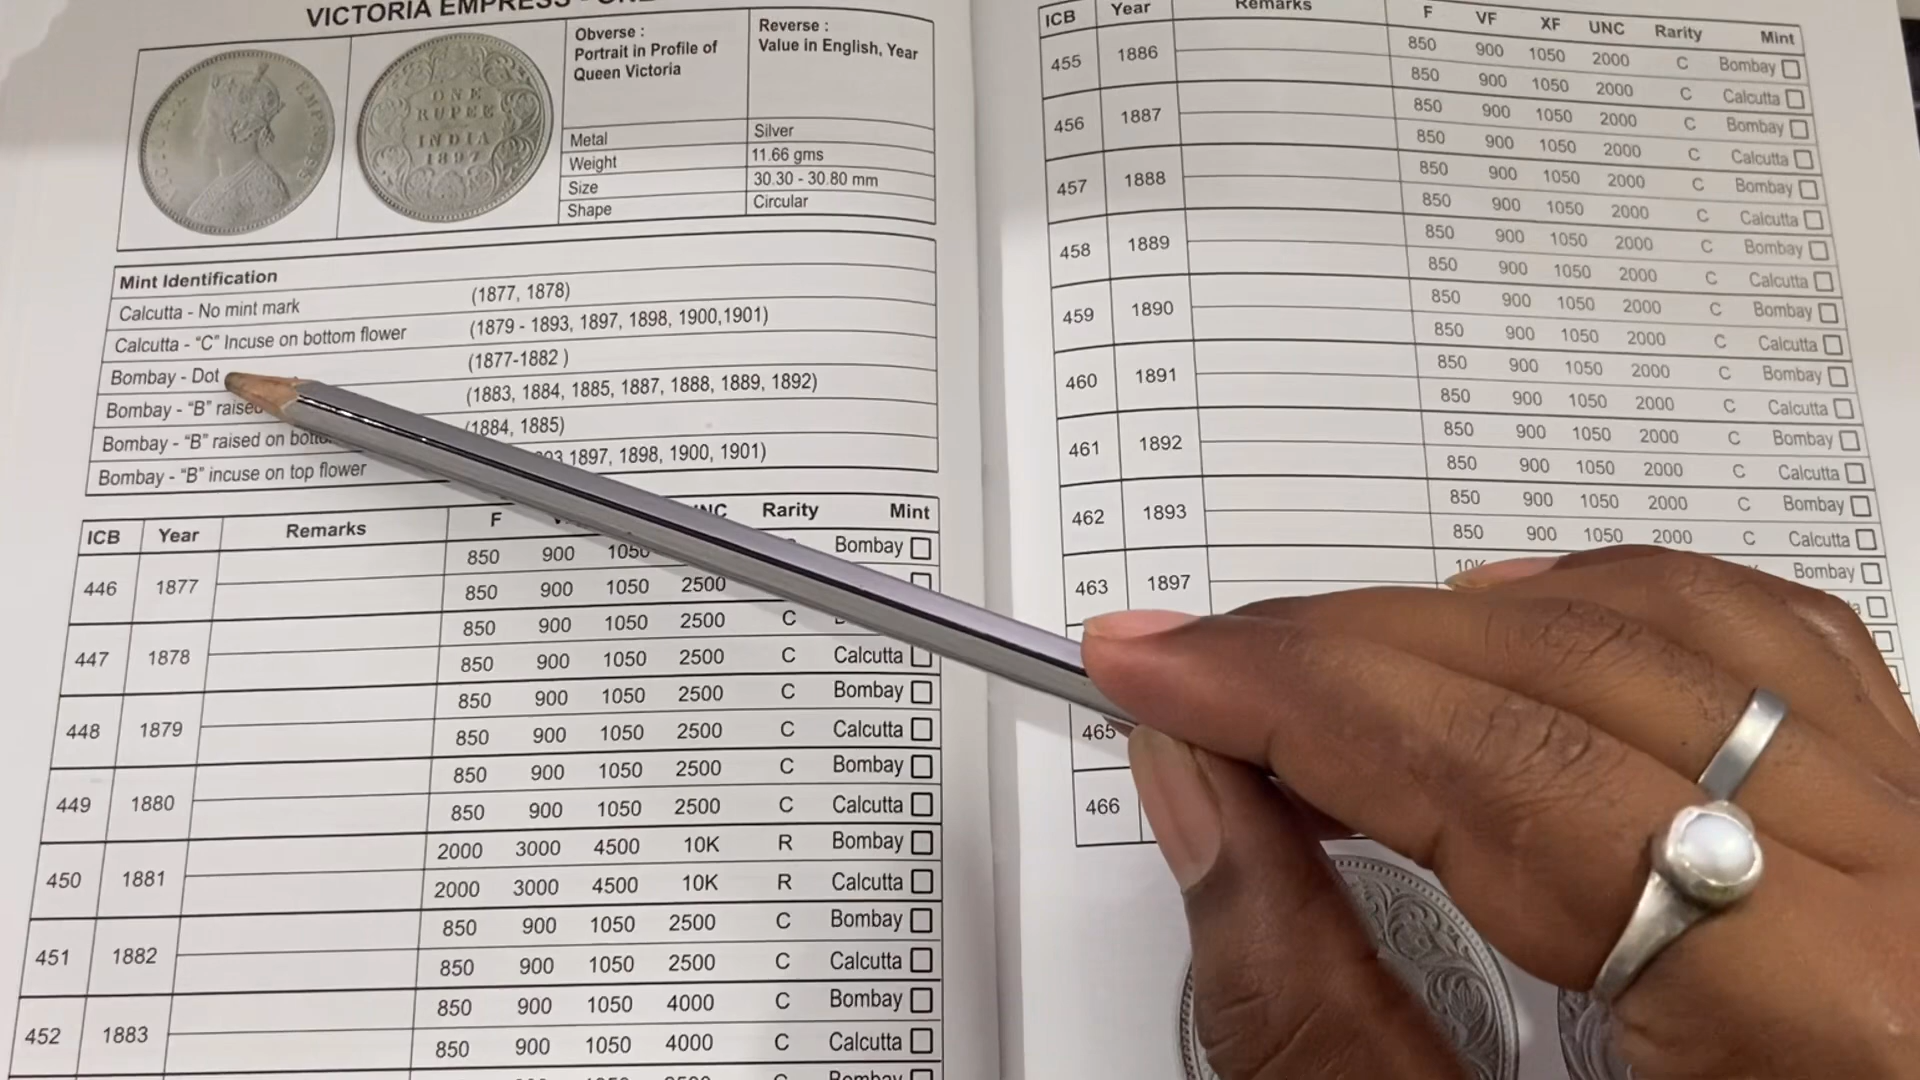 VICTORIA EMPRESS
Obverse :
Portrait in Profile of
Queen Victoria
Reverse :
Value in English, Year
Metal Silver
Weight 11.66 gms
Size 30.30 - 30.80 mm
Shape Circular
EMPRESS
ONE
RUPEE
INDIA
1897
Mint Identification
Calcutta - No mint mark (1877, 1878)
Calcutta - "C" Incuse on bottom flower (1879 - 1893, 1897, 1898, 1900,1901)
Bombay - Dot (1877-1882 )
Bombay - "B" raised (1883, 1884, 1885, 1887, 1888, 1889, 1892)
Bombay - "B" raised on (1884, 1885)
Bombay - "B" incuse on top flower 1897, 1898, 1900, 1901)
ICB Year Remarks F Rarity Mint
446 1877
850 900 1050 Bombay
850 900 1050 2500
447 1878
850 900 1050 2500 C
850 900 1050 2500 C Calcutta
448 1879
850 900 1050 2500 C Bombay
850 900 1050 2500 C Calcutta
449 1880
850 900 1050 2500 C Bombay
850 900 1050 2500 C Calcutta
450 1881
2000 3000 4500 10K R Bombay
2000 3000 4500 10K R Calcutta
451 1882
850 900 1050 2500 C Bombay
850 900 1050 2500 C Calcutta
452 1883
850 900 1050 4000 C Bombay
850 900 1050 4000 C Calcutta
Bombay
ICB Year Remarks F VF XF UNC Rarity Mint
455 1886
850 900 1050 2000 C Bombay
850 900 1050 2000 C Calcutta
456 1887
850 900 1050 2000 C Bombay
850 900 1050 2000 C Calcutta
457 1888
850 900 1050 2000 C Bombay
850 900 1050 2000 C Calcutta
458 1889
850 900 1050 2000 C Bombay
850 900 1050 2000 C Calcutta
459 1890
850 900 1050 2000 C Bombay
850 900 1050 2000 C Calcutta
460 1891
850 900 1050 2000 C Bombay
850 900 1050 2000 C Calcutta
461 1892
850 900 1050 2000 C Bombay
850 900 1050 2000 C Calcutta
462 1893
850 900 1050 2000 C Bombay
850 900 1050 2000 C Calcutta
463 1897
Bombay
465
466